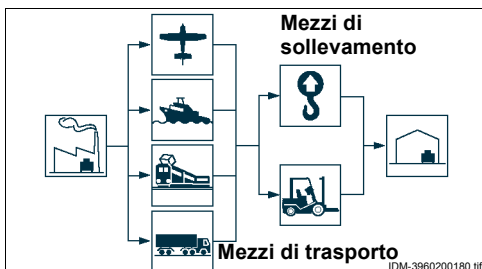 Mezzi di
sollevamento
Mezzi di trasporto
IDM-3960200180.tif